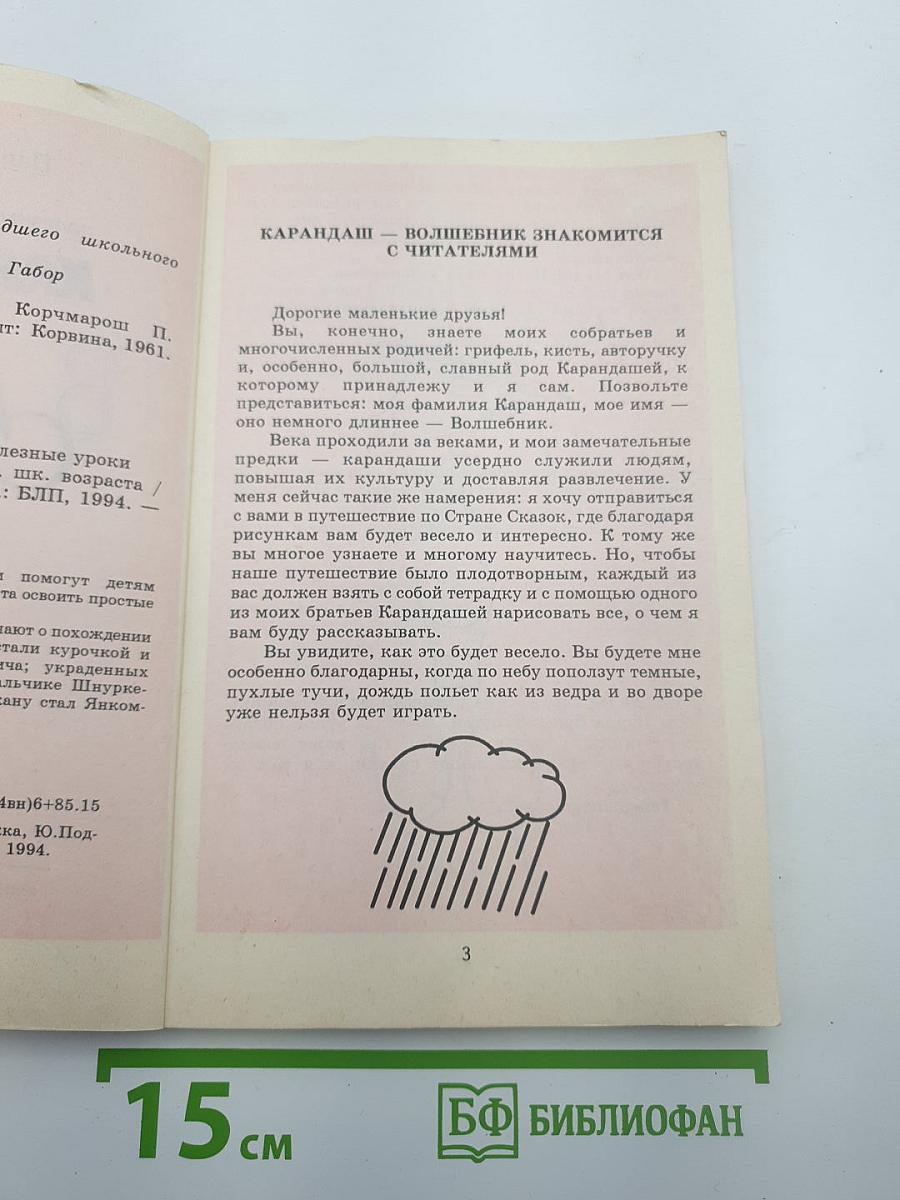 дшего школьного
Габор
Корчмарош П.
Корвина, 1961.
уроки
шк. возраста /
БЛП, 1994. —
помогут детям
освоить простые
о похождении
курочкой и
украденных
Шнурке-
стал Янком-
6+85.15
Ю.Под-
1994.
КАРАНДАШ — ВОЛШЕБНИК ЗНАКОМИТСЯ
С ЧИТАТЕЛЯМИ
Дорогие маленькие друзья!
Вы, конечно, знаете моих собратьев и
многочисленных родичей: грифель, кисть, авторучку
и, особенно, большой, славный род Карандашей, к
которому принадлежу и я сам. Позвольте
представиться: моя фамилия Карандаш, мое имя —
оно немного длиннее — Волшебник.
Века проходили за веками, и мои замечательные
предки — карандаши усердно служили людям,
повышая их культуру и доставляя развлечение. У
меня сейчас такие же намерения: я хочу отправиться
с вами в путешествие по Стране Сказок, где благодаря
рисункам вам будет весело и интересно. К тому же
вы многое узнаете и многому научитесь. Но, чтобы
наше путешествие было плодотворным, каждый из
вас должен взять с собой тетрадку и с помощью одного
из моих братьев Карандашей нарисовать все, о чем я
вам буду рассказывать.
Вы увидите, как это будет весело. Вы будете мне
особенно благодарны, когда по небу поползут темные,
пухлые тучи, дождь польет как из ведра и во дворе
уже нельзя будет играть.
3
15 см
БФ БИБЛИОФАН